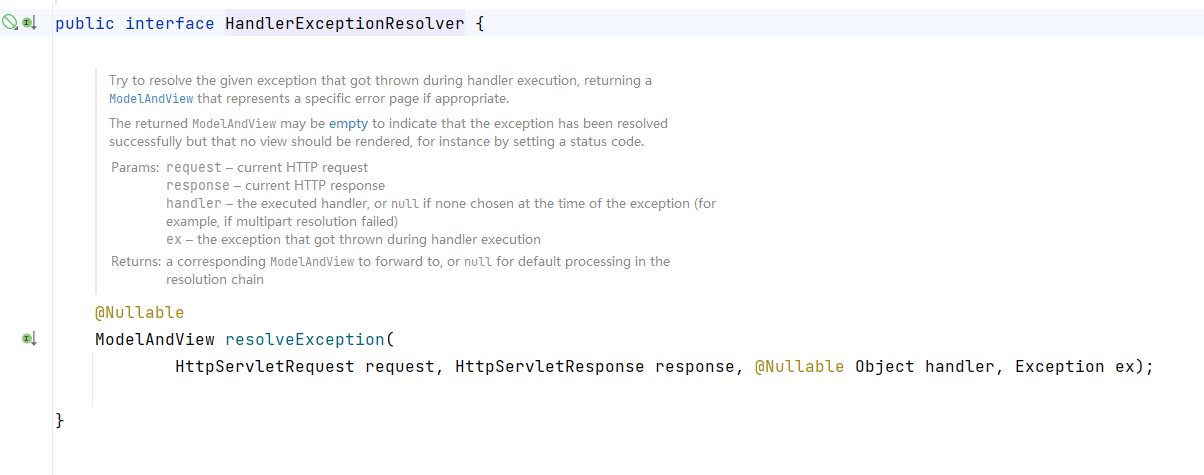 public interface HandlerExceptionResolver {
Try to resolve the given exception that got thrown during handler execution, returning a
ModelAndView that represents a specific error page if appropriate.
The returned ModelAndView may be empty to indicate that the exception has been resolved
successfully but that no view should be rendered, for instance by setting a status code.
Params: request – current HTTP request
response – current HTTP response
handler – the executed handler, or null if none chosen at the time of the exception (for
example, if multipart resolution failed)
ex – the exception that got thrown during handler execution
Returns: a corresponding ModelAndView to forward to, or null for default processing in the
resolution chain
@Nullable
ModelAndView resolveException(
HttpServletRequest request, HttpServletResponse response, @Nullable Object handler, Exception ex);
}